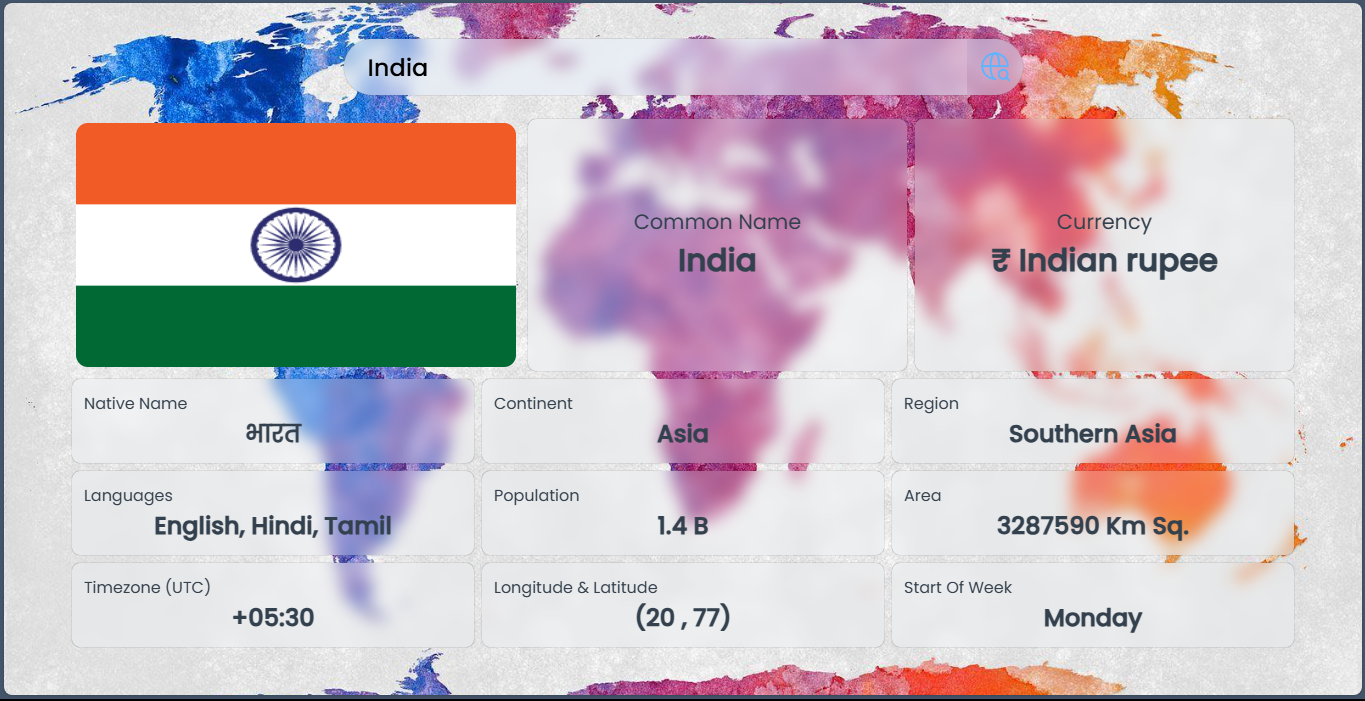 India
Common Name
India
Currency
₹ Indian rupee
Native Name
भारत
Continent
Asia
Region
Southern Asia
Languages
English, Hindi, Tamil
Population
1.4 B
Area
3287590 Km Sq.
Timezone (UTC)
+05:30
Longitude & Latitude
(20 , 77)
Start Of Week
Monday